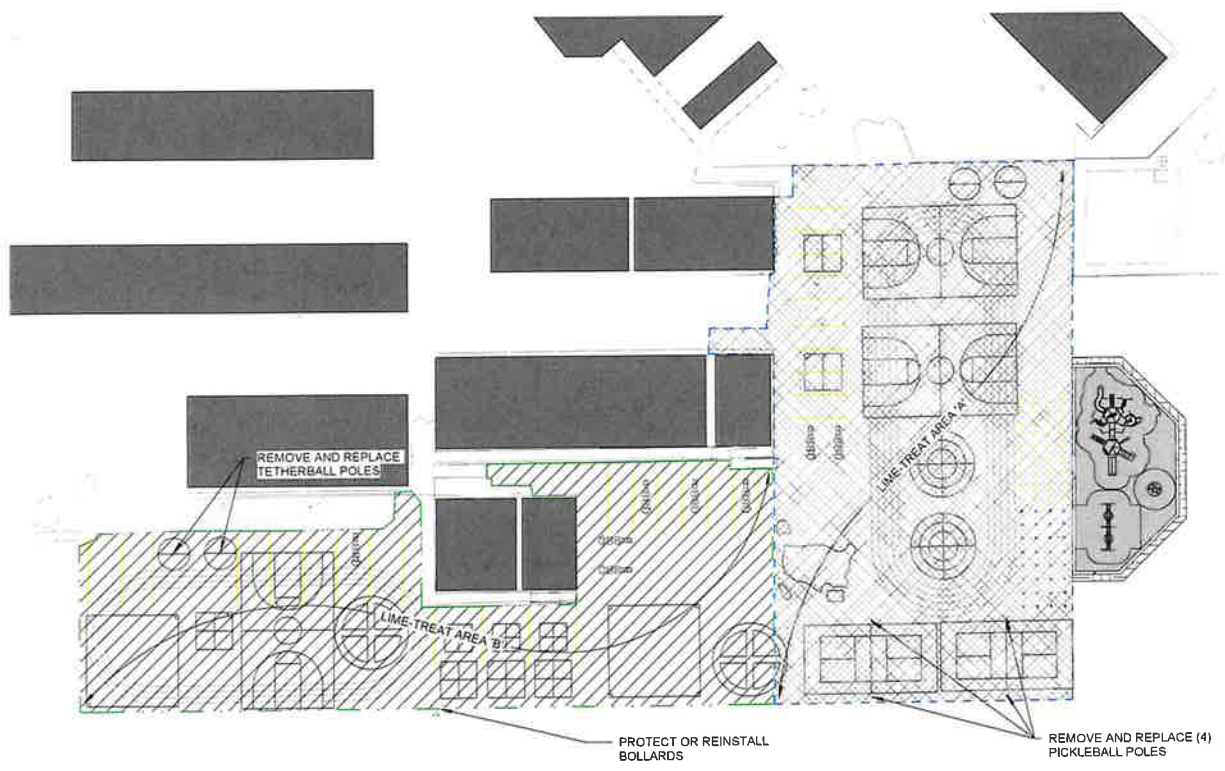 REMOVE AND REPLACE
TETHERBALL POLES
LIME-TREAT AREA 'A'
LIME-TREAT AREA 'B'
PROTECT OR REINSTALL
BOLLARDS
REMOVE AND REPLACE (4)
PICKLEBALL POLES